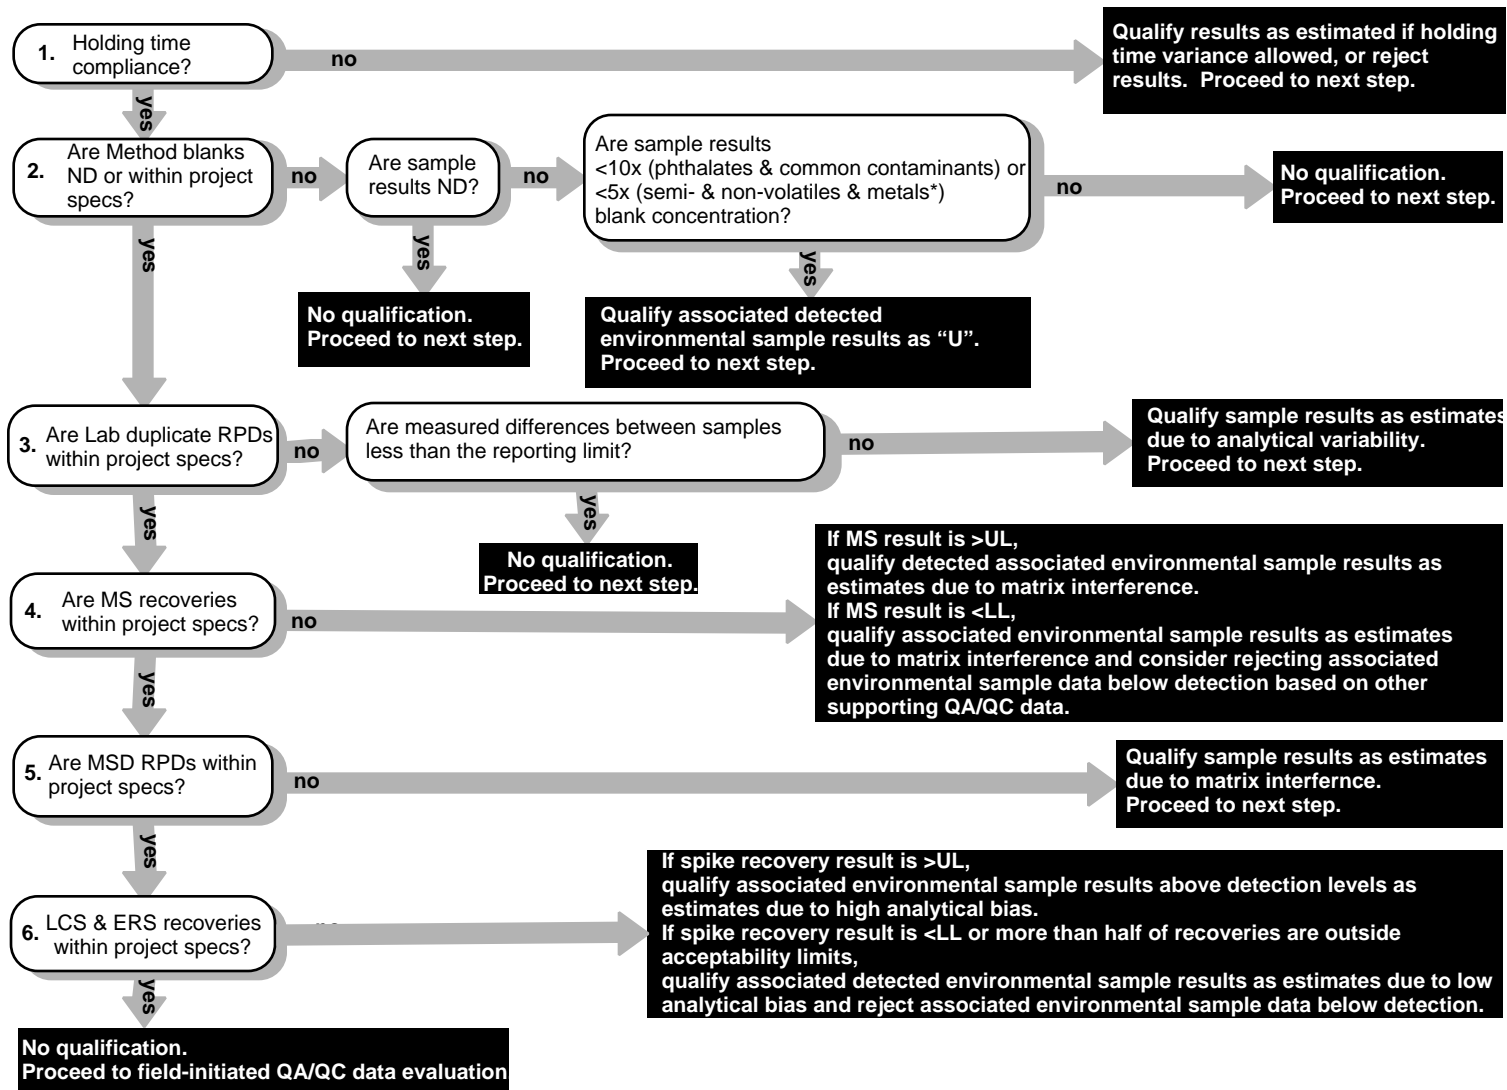 1. Holding time
compliance?
no
Qualify results as estimated if holding
time variance allowed, or reject
results. Proceed to next step.
yes
2. Are Method blanks
ND or within project
specs?
no
Are sample
results ND?
no
Are sample results
<10x (phthalates & common contaminants) or
<5x (semi- & non-volatiles & metals*)
blank concentration?
no
No qualification.
Proceed to next step.
yes
yes
yes
No qualification.
Proceed to next step.
Qualify associated detected
environmental sample results as “U”.
Proceed to next step.
3. Are Lab duplicate RPDs
within project specs?
no
Are measured differences between samples
less than the reporting limit?
no
Qualify sample results as estimates
due to analytical variability.
Proceed to next step.
yes
yes
No qualification.
Proceed to next step.
4. Are MS recoveries
within project specs?
no
If MS result is >UL,
qualify detected associated environmental sample results as
estimates due to matrix interference.
If MS result is <LL,
qualify associated environmental sample results as estimates
due to matrix interference and consider rejecting associated
environmental sample data below detection based on other
supporting QA/QC data.
yes
5. Are MSD RPDs within
project specs?
no
Qualify sample results as estimates
due to matrix interfernce.
Proceed to next step.
yes
6. LCS & ERS recoveries
within project specs?
If spike recovery result is >UL,
qualify associated environmental sample results above detection levels as
estimates due to high analytical bias.
If spike recovery result is <LL or more than half of recoveries are outside
acceptability limits,
qualify associated detected environmental sample results as estimates due to low
analytical bias and reject associated environmental sample data below detection.
yes
No qualification.
Proceed to field-initiated QA/QC data evaluation